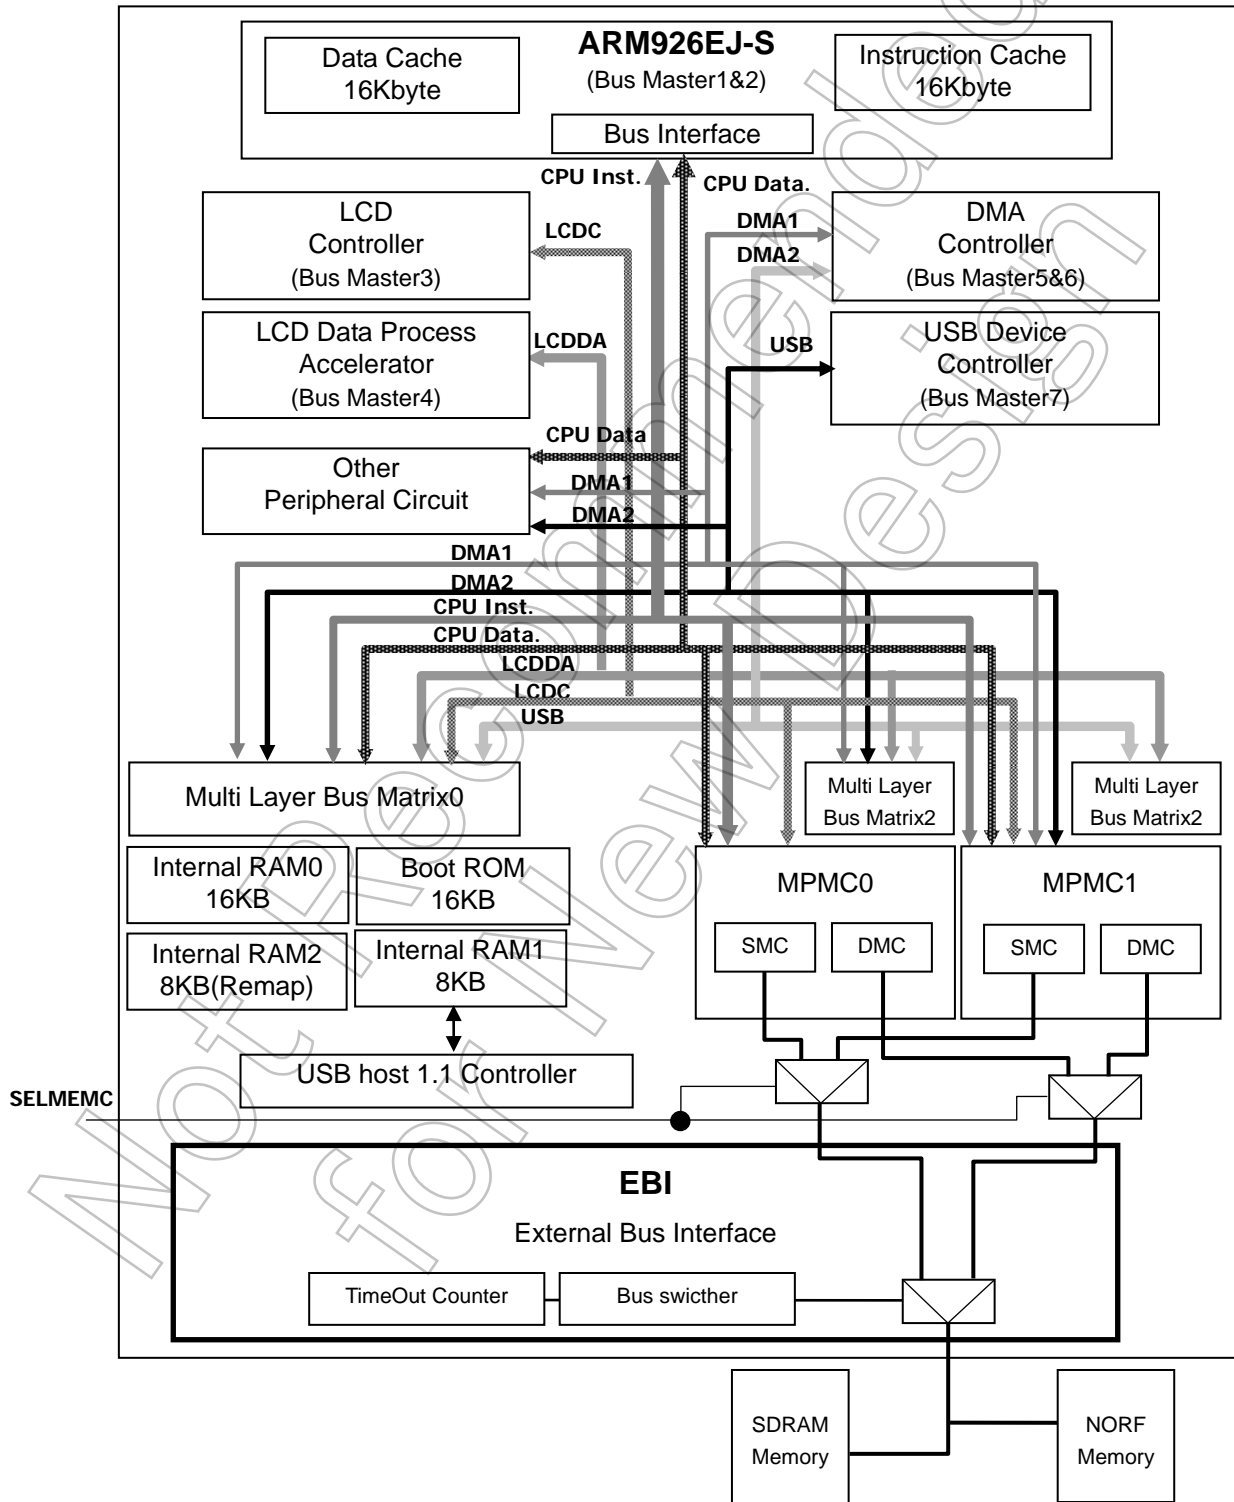 ARM926EJ-S
(Bus Master1&2)
Data Cache
16Kbyte
Instruction Cache
16Kbyte
Bus Interface
CPU Inst.
CPU Data.
LCD
Controller
(Bus Master3)
LCDC
DMA1
DMA2
DMA
Controller
(Bus Master5&6)
LCD Data Process
Accelerator
(Bus Master4)
LCDDA
USB
USB Device
Controller
(Bus Master7)
Other
Peripheral Circuit
CPU Data
DMA1
DMA2
DMA1
DMA2
CPU Inst.
CPU Data.
LCDDA
LCDC
USB
Multi Layer Bus Matrix0
Multi Layer
Bus Matrix2
Multi Layer
Bus Matrix2
Internal RAM0
16KB
Boot ROM
16KB
Internal RAM2
8KB(Remap)
Internal RAM1
8KB
MPMC0
SMC
DMC
MPMC1
SMC
DMC
USB host 1.1 Controller
SELMEMC
EBI
External Bus Interface
TimeOut Counter
Bus swicther
SDRAM
Memory
NORF
Memory
Not Recommended
for New Design